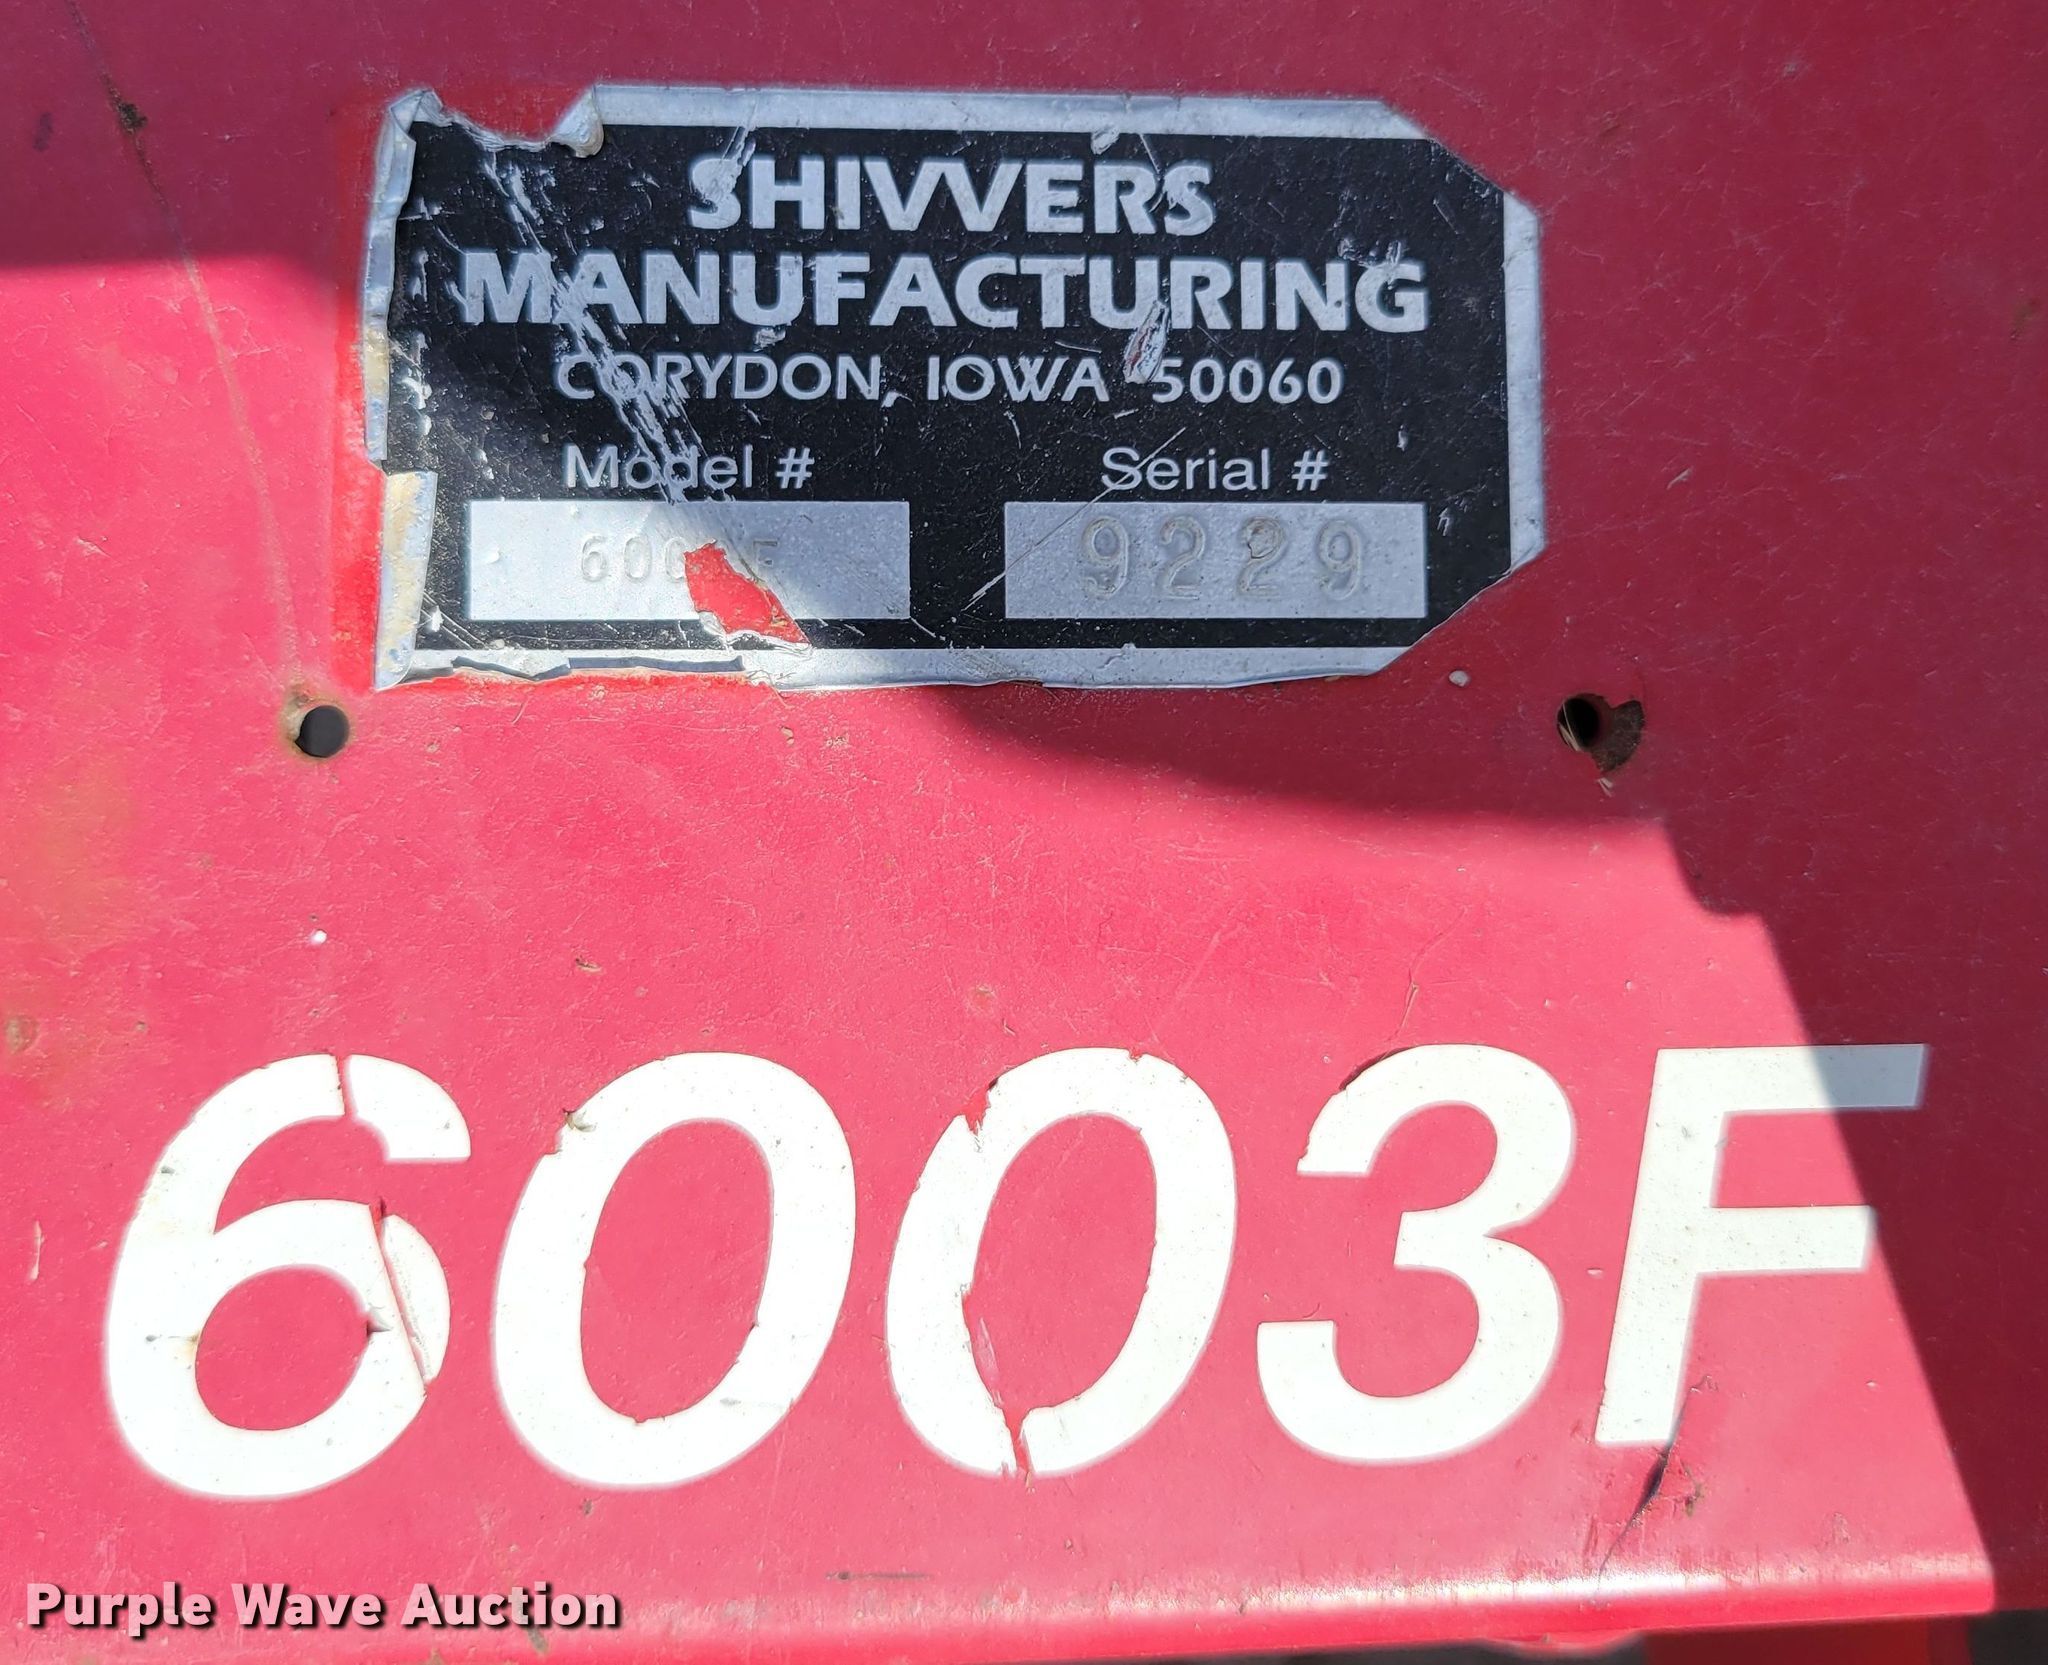 SHIVVERS
MANUFACTURING
CORYDON, IOWA 50060
Model # Serial #
9229
6003F
Purple Wave Auction